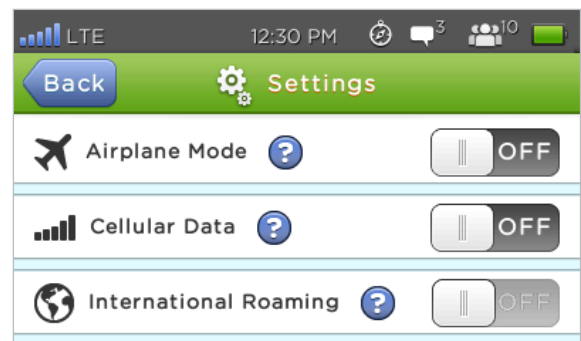 LTE 12:30 PM 3 10
Back Settings
Airplane Mode ? OFF
Cellular Data ? OFF
International Roaming ? OFF